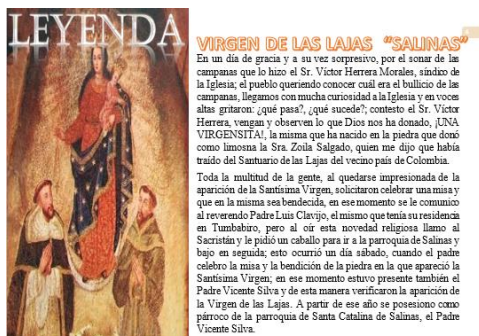 LEYENDA
VIRGEN DE LAS LAJAS "SALINAS"
En un día de gracia y a su vez sorpresivo, por el sonar de las
campanas que lo hizo el Sr. Víctor Herrera Morales, síndico de
la Iglesia; el pueblo queriendo conocer cuál era el bullicio de las
campanas, llegamos con mucha curiosidad a la Iglesia y en voces
altas gritaron: ¿qué pasa?, ¿qué sucede?; contesto el Sr. Víctor
Herrera, vengan y observen lo que Dios nos ha donado, ¡UNA
VIRGENSITA!, la misma que ha nacido en la piedra que donó
como limosna la Sra. Zoila Salgado, quien me dijo que había
traído del Santuario de las Lajas del vecino país de Colombia.
Toda la multitud de la gente, al quedarse impresionada de la
aparición de la Santísima Virgen, solicitaron celebrar una misa y
que en la misma sea bendecida, en ese momento se le comunico
al reverendo Padre Luis Clavijo, el mismo que tenía su residencia
en Tumbabiro, pero al oír esta novedad religiosa llamo al
Sacristán y le pidió un caballo para ir a la parroquia de Salinas y
bajo en seguida; esto ocurrió un día sábado, cuando el padre
celebro la misa y la bendición de la piedra en la que apareció la
Santísima Virgen; en ese momento estuvo presente también el
Padre Vicente Silva y de esta manera verificaron la aparición de
la Virgen de las Lajas. A partir de ese año se posesiono como
párroco de la parroquia de Santa Catalina de Salinas, el Padre
Vicente Silva.